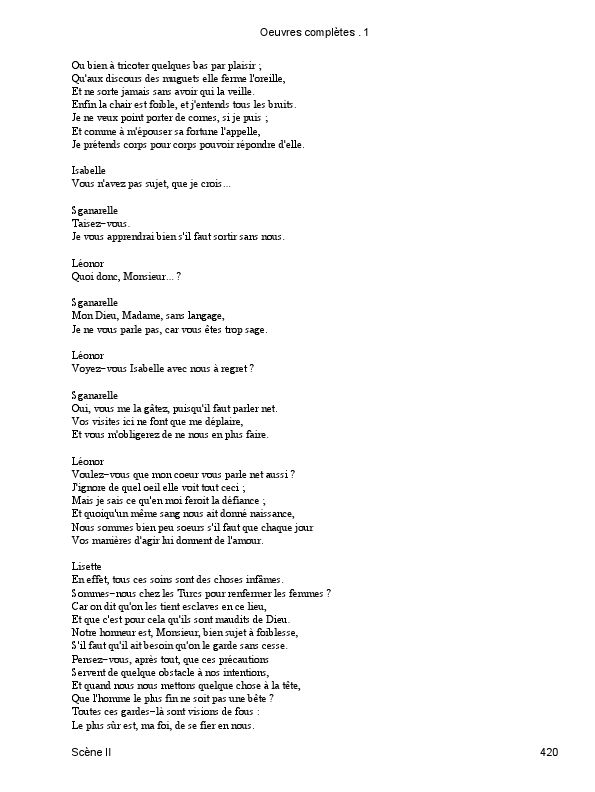 Oeuvres complètes . 1
Ou bien à tricoter quelques bas par plaisir ;
Qu'aux discours des muguets elle ferme l'oreille,
Et ne sorte jamais sans avoir qui la veille.
Enfin la chair est foible, et j'entends tous les bruits.
Je ne veux point porter de cornes, si je puis ;
Et comme à m'épouser sa fortune l'appelle,
Je prétends corps pour corps pouvoir répondre d'elle.
Isabelle
Vous n'avez pas sujet, que je crois...
Sganarelle
Taisez−vous.
Je vous apprendrai bien s'il faut sortir sans nous.
Léonor
Quoi donc, Monsieur... ?
Sganarelle
Mon Dieu, Madame, sans langage,
Je ne vous parle pas, car vous êtes trop sage.
Léonor
Voyez−vous Isabelle avec nous à regret ?
Sganarelle
Oui, vous me la gâtez, puisqu'il faut parler net.
Vos visites ici ne font que me déplaire,
Et vous m'obligerez de ne nous en plus faire.
Léonor
Voulez−vous que mon coeur vous parle net aussi ?
J'ignore de quel oeil elle voit tout ceci ;
Mais je sais ce qu'en moi feroit la défiance ;
Et quoiqu'un même sang nous ait donné naissance,
Nous sommes bien peu soeurs s'il faut que chaque jour
Vos manières d'agir lui donnent de l'amour.
Lisette
En effet, tous ces soins sont des choses infâmes.
Sommes−nous chez les Turcs pour renfermer les femmes ?
Car on dit qu'on les tient esclaves en ce lieu,
Et que c'est pour cela qu'ils sont maudits de Dieu.
Notre honneur est, Monsieur, bien sujet à foiblesse,
S'il faut qu'il ait besoin qu'on le garde sans cesse.
Pensez−vous, après tout, que ces précautions
Servent de quelque obstacle à nos intentions,
Et quand nous nous mettons quelque chose à la tête,
Que l'homme le plus fin ne soit pas une bête ?
Toutes ces gardes−là sont visions de fous :
Le plus sûr est, ma foi, de se fier en nous.
Scène II 420